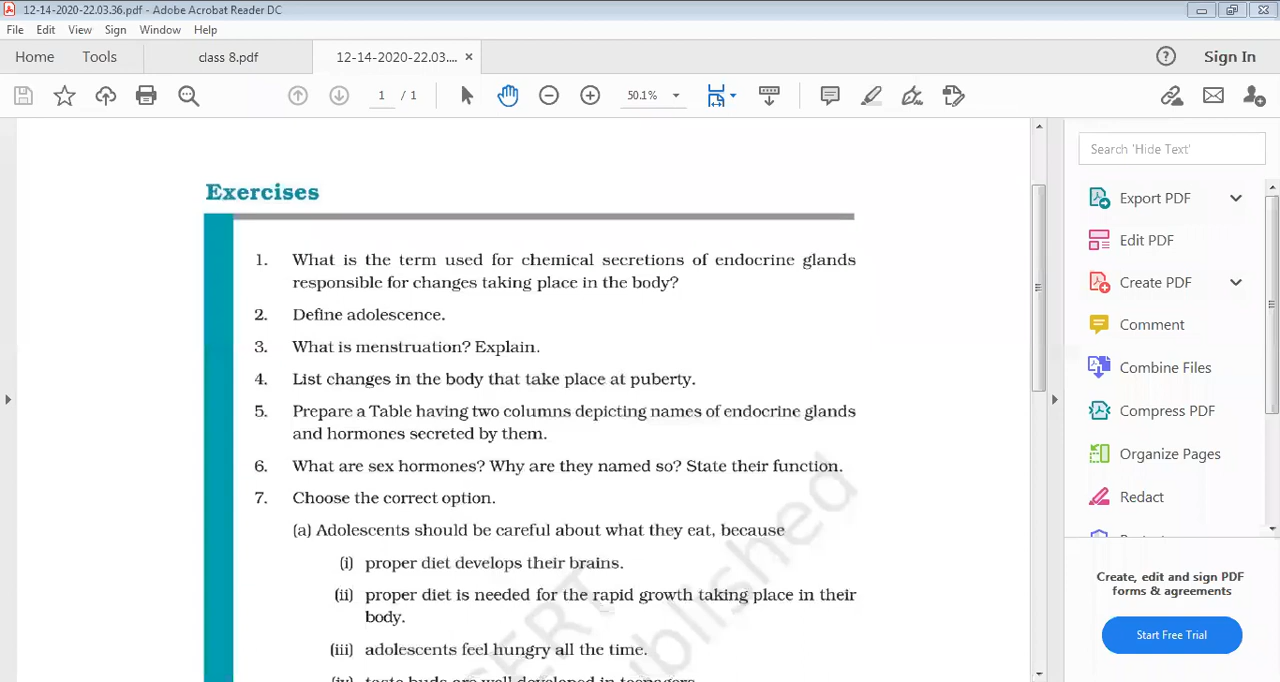 12-14-2020-22.03.36.pdf - Adobe Acrobat Reader DC
File Edit View Sign Window Help
Home Tools class 8.pdf 12-14-2020-22.03.... × Sign In
1 / 1 50.1%
Search 'Hide Text'
Export PDF
Edit PDF
Create PDF
Comment
Combine Files
Compress PDF
Organize Pages
Redact
Create, edit and sign PDF
forms & agreements
Start Free Trial
Exercises
1. What is the term used for chemical secretions of endocrine glands
responsible for changes taking place in the body?
2. Define adolescence.
3. What is menstruation? Explain.
4. List changes in the body that take place at puberty.
5. Prepare a Table having two columns depicting names of endocrine glands
and hormones secreted by them.
6. What are sex hormones? Why are they named so? State their function.
7. Choose the correct option.
(a) Adolescents should be careful about what they eat, because
(i) proper diet develops their brains.
(ii) proper diet is needed for the rapid growth taking place in their
body.
(iii) adolescents feel hungry all the time.
(iv) taste buds are well developed in teenagers.